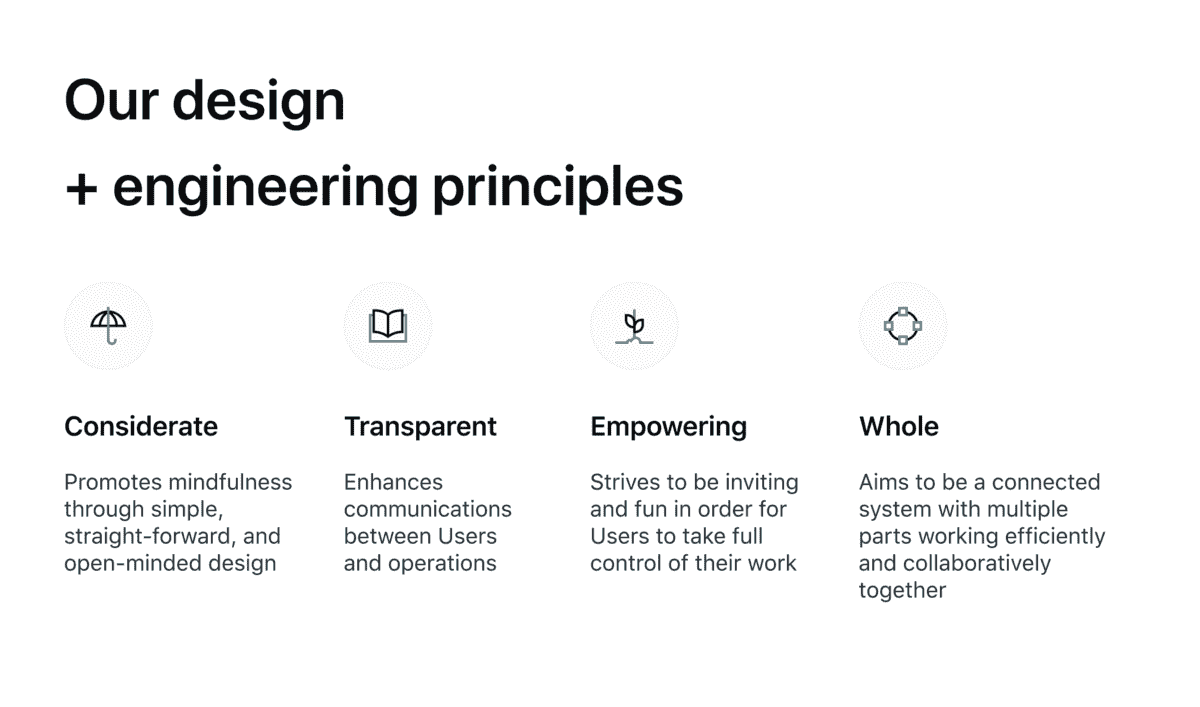 Our design
+ engineering principles
Considerate
Promotes mindfulness
through simple,
straight-forward, and
open-minded design
Transparent
Enhances
communications
between Users
and operations
Empowering
Strives to be inviting
and fun in order for
Users to take full
control of their work
Whole
Aims to be a connected
system with multiple
parts working efficiently
and collaboratively
together